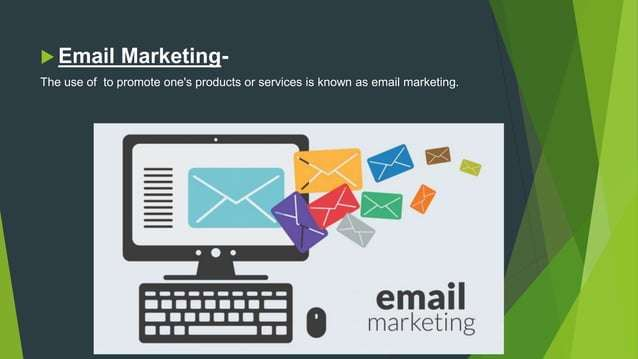 Email Marketing-
The use of  to promote one's products or services is known as email marketing.
email
marketing